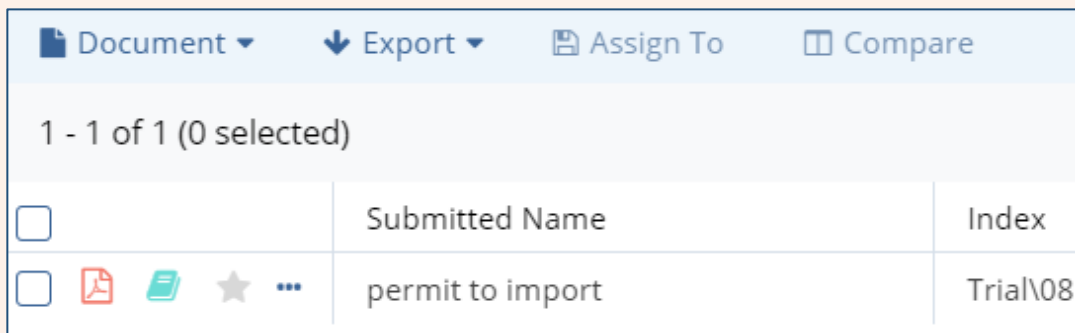 Document Export Assign To Compare
1 - 1 of 1 (0 selected)
Submitted Name Index
permit to import Trial\08